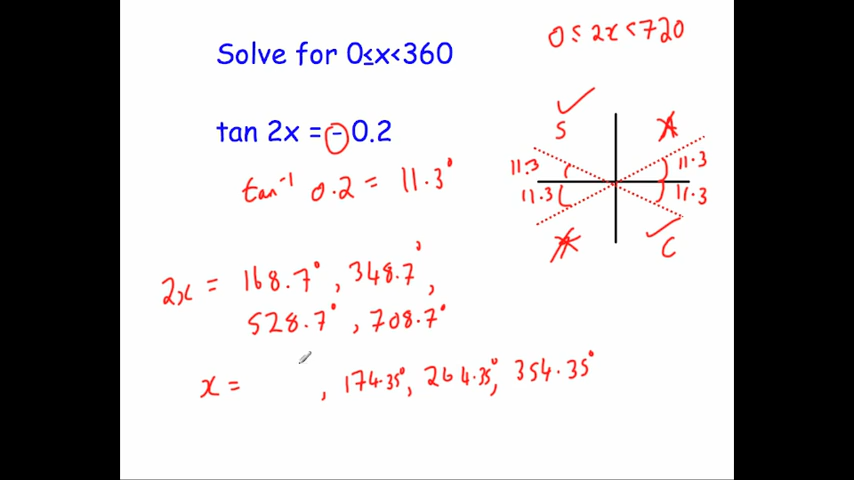 Solve for 0≤x<360
0 ≤ 2x < 720
tan 2x = - 0.2
S
A
tan⁻¹ 0.2 = 11.3°
11.3
11.3
11.3
11.3
T
C
2x = 168.7°, 348.7°,
528.7°, 708.7°
x = , 174.35°, 264.35°, 354.35°